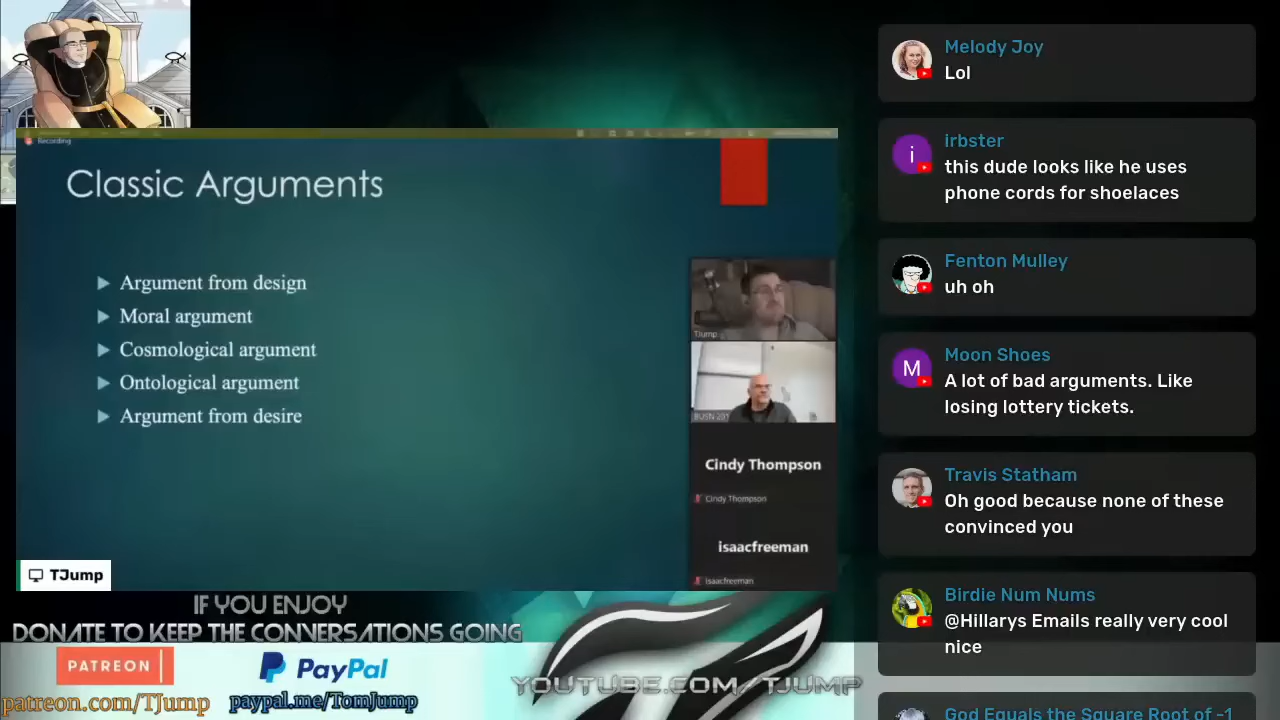 Recording
Classic Arguments
Argument from design
Moral argument
Cosmological argument
Ontological argument
Argument from desire
TJump
BUSN 201
Cindy Thompson
Cindy Thompson
isaacfreeman
isaacfreeman
TJump
IF YOU ENJOY
DONATE TO KEEP THE CONVERSATIONS GOING
PATREON
PayPal
patreon.com/TJump
paypal.me/TomJump
YOUTUBE.COM/TJUMP
Melody Joy
Lol
i
irbster
this dude looks like he uses
phone cords for shoelaces
Fenton Mulley
uh oh
M
Moon Shoes
A lot of bad arguments. Like
losing lottery tickets.
Travis Statham
Oh good because none of these
convinced you
Birdie Num Nums
@Hillarys Emails really very cool
nice
God Equals the Square Root of -1